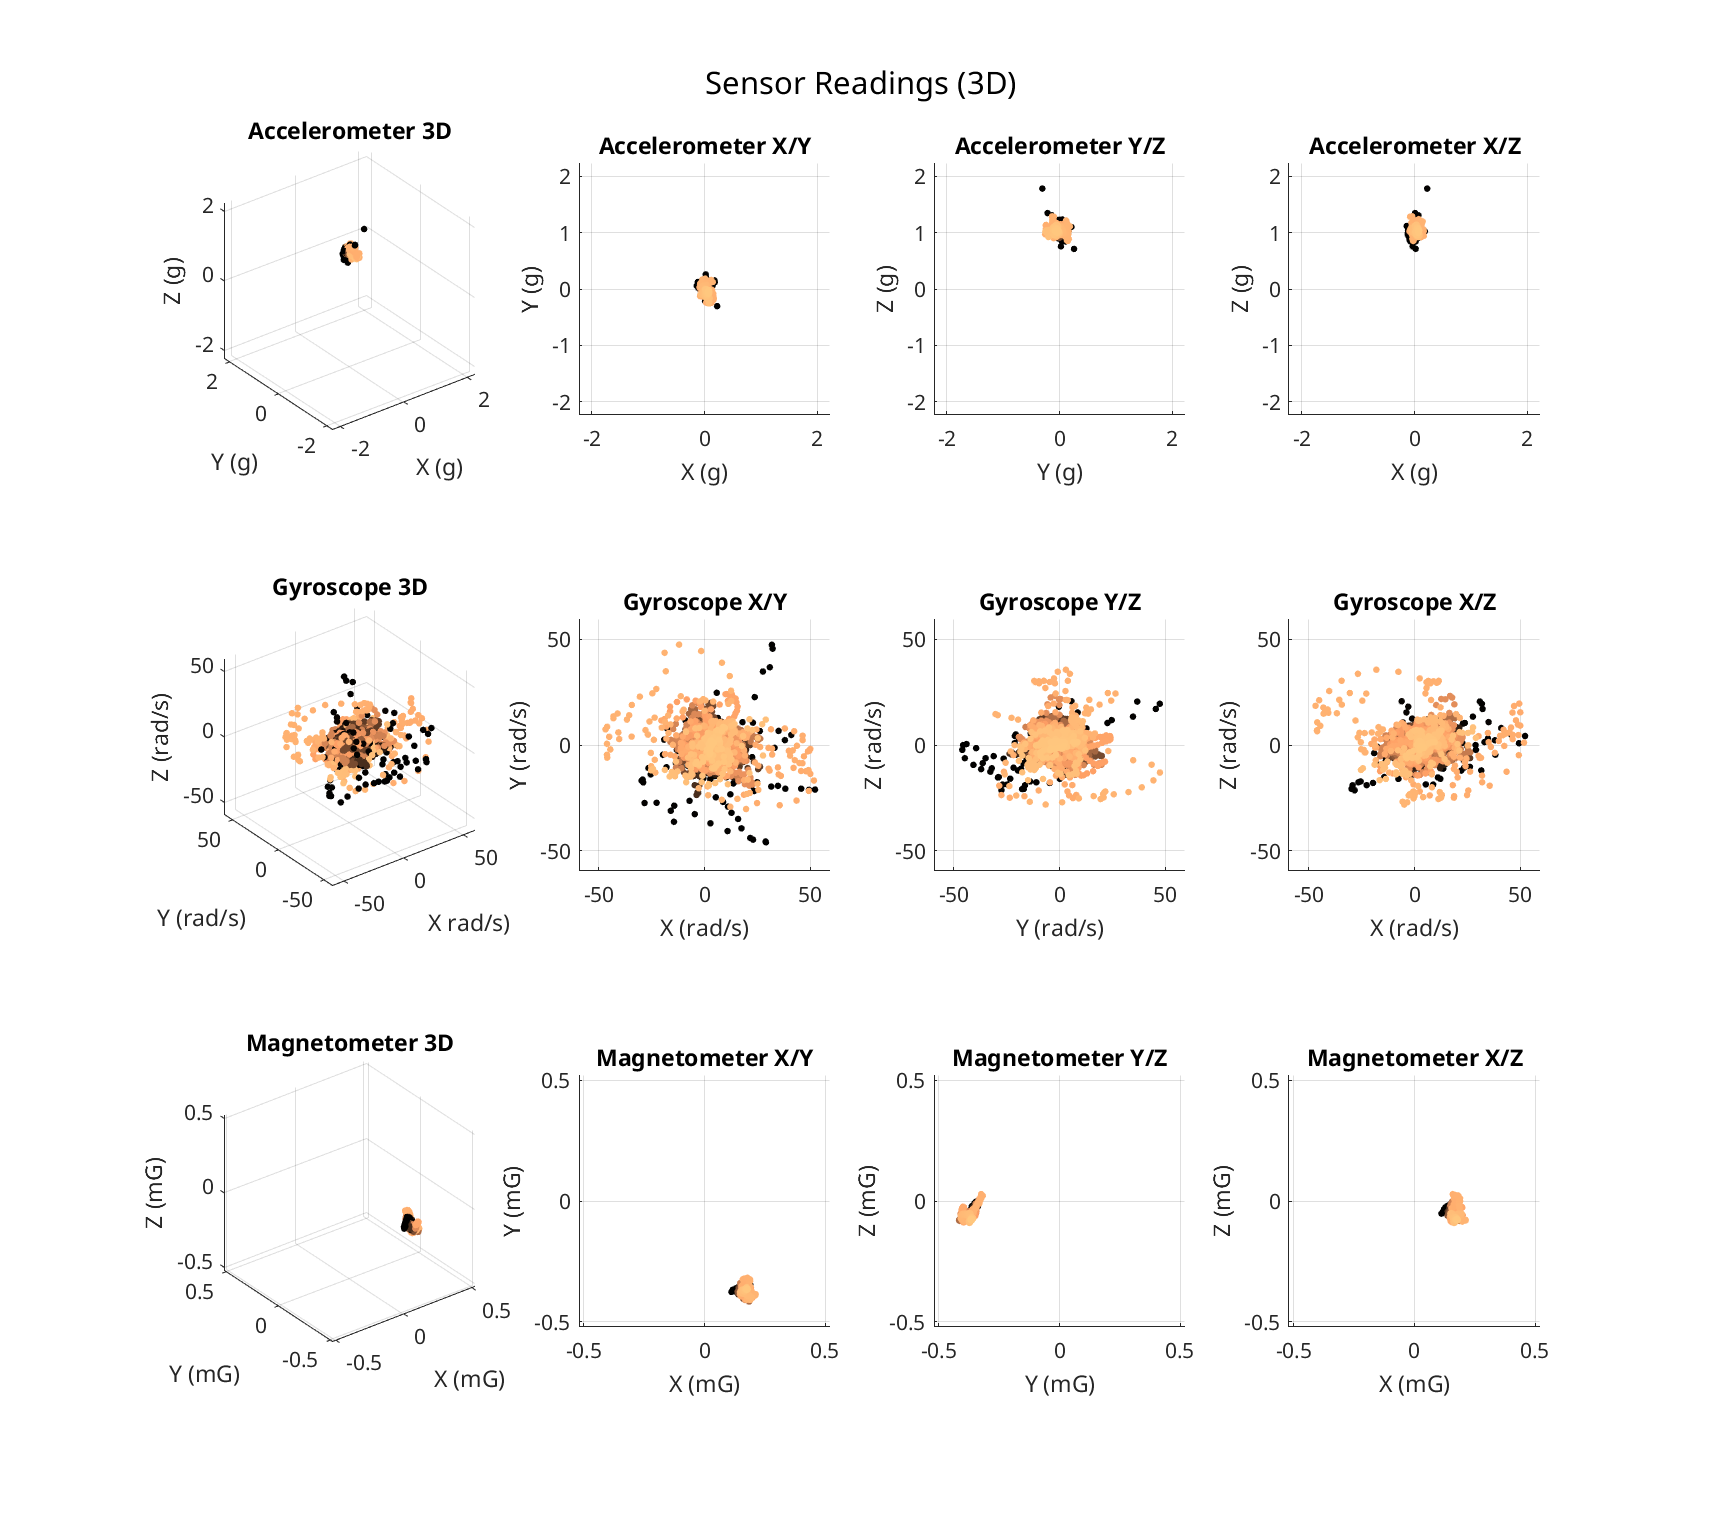 Sensor Readings (3D)
Accelerometer 3D
2
0
-2
Z (g)
2
0
-2
Y (g)
-2
0
2
X (g)
Accelerometer X/Y
2
1
0
-1
-2
Y (g)
-2
0
2
X (g)
Accelerometer Y/Z
2
1
0
-1
-2
Z (g)
-2
0
2
Y (g)
Accelerometer X/Z
2
1
0
-1
-2
Z (g)
-2
0
2
X (g)
Gyroscope 3D
50
0
-50
Z (rad/s)
50
0
-50
Y (rad/s)
-50
0
50
X rad/s)
Gyroscope X/Y
50
0
-50
Y (rad/s)
-50
0
50
X (rad/s)
Gyroscope Y/Z
50
0
-50
Z (rad/s)
-50
0
50
Y (rad/s)
Gyroscope X/Z
50
0
-50
Z (rad/s)
-50
0
50
X (rad/s)
Magnetometer 3D
0.5
0
-0.5
Z (mG)
0.5
0
-0.5
Y (mG)
-0.5
0
0.5
X (mG)
Magnetometer X/Y
0.5
0
-0.5
Y (mG)
-0.5
0
0.5
X (mG)
Magnetometer Y/Z
0.5
0
-0.5
Z (mG)
-0.5
0
0.5
Y (mG)
Magnetometer X/Z
0.5
0
-0.5
Z (mG)
-0.5
0
0.5
X (mG)